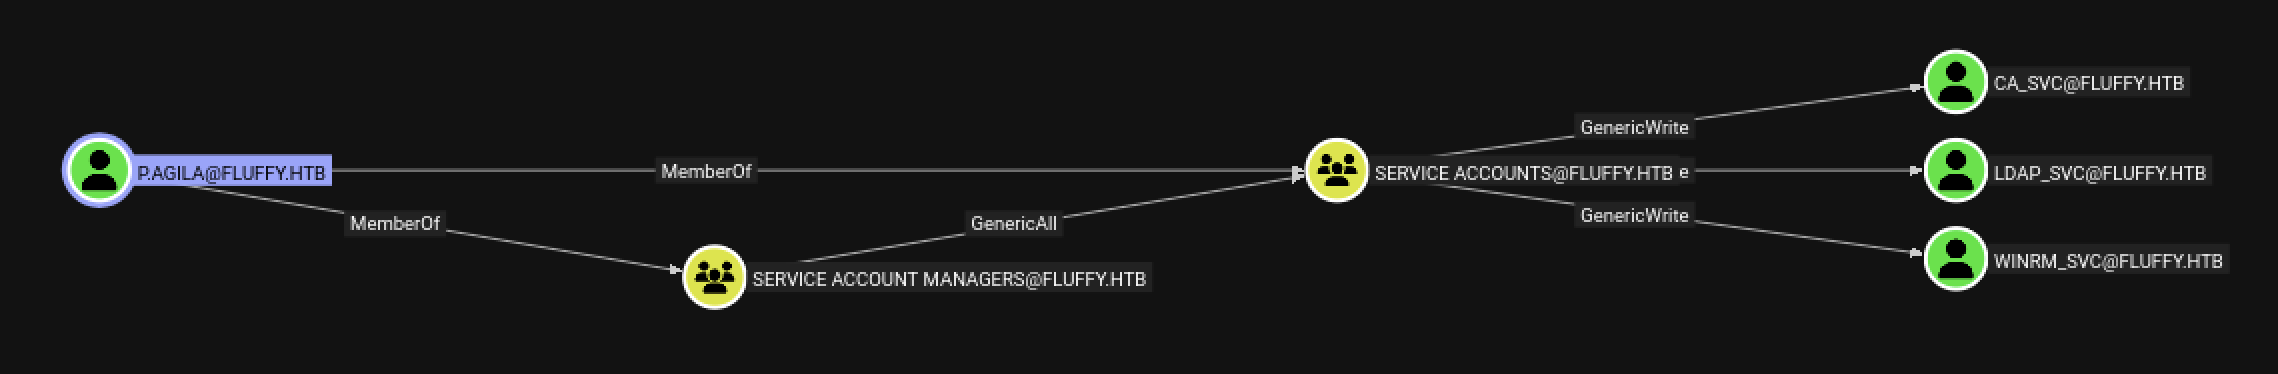 P.AGILA@FLUFFY.HTB
MemberOf
MemberOf
SERVICE ACCOUNT MANAGERS@FLUFFY.HTB
GenericAll
SERVICE ACCOUNTS@FLUFFY.HTB
GenericWrite
GenericWrite
CA_SVC@FLUFFY.HTB
LDAP_SVC@FLUFFY.HTB
WINRM_SVC@FLUFFY.HTB